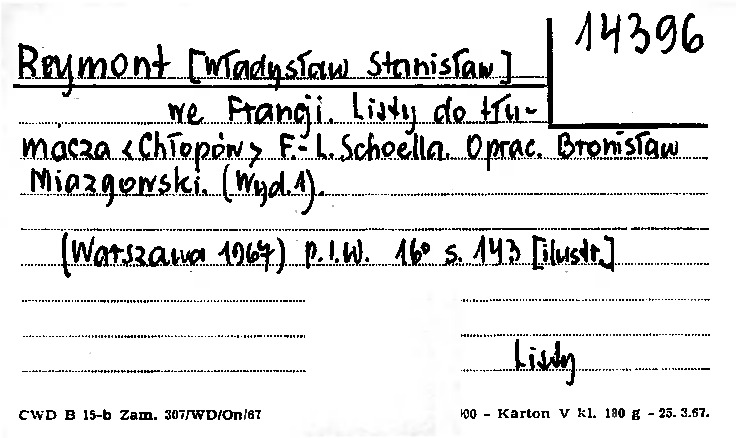 14396
Reymont [Władysław Stanisław]
we Francji. Listy do tłu-
macza <Chłopów> F.-L. Schoella. Oprac. Bronisław
Miazgowski. (Wyd. 1).
(Warszawa 1967) P.I.W. 16° s. 143 [ilustr.]
Listy
CWD B 15-b Zam. 307/WD/On/67 00 - Karton V kl. 180 g - 25. 3.67.